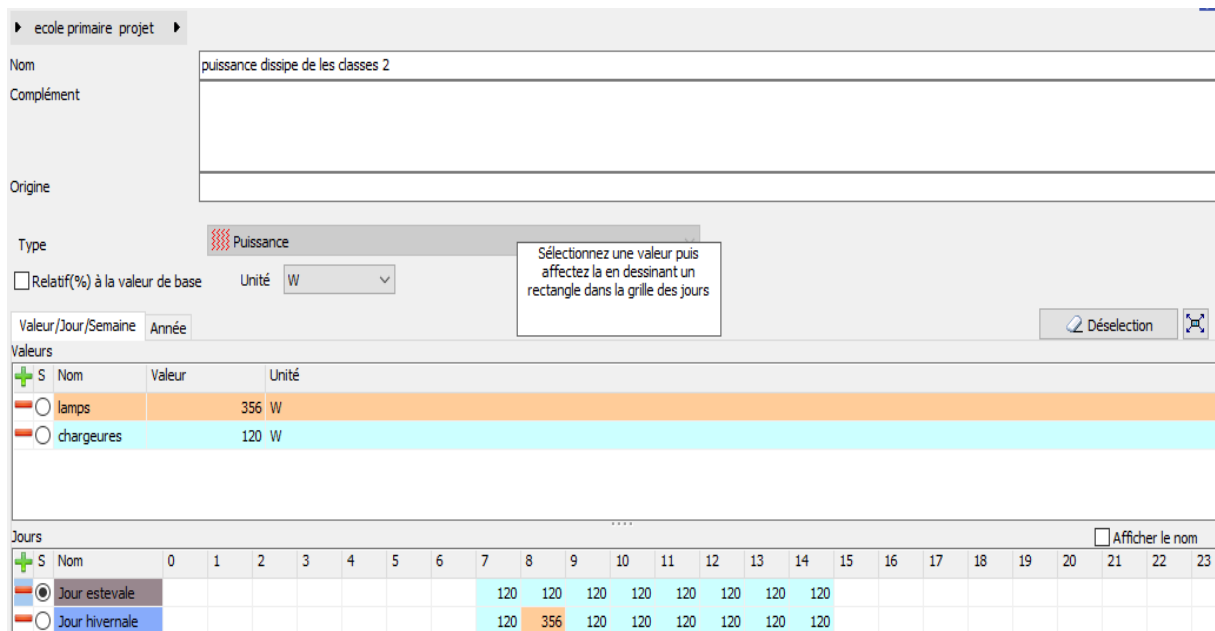 ecole primaire projet
Nom puissance dissipe de les classes 2
Complément
Origine
Type Puissance
Sélectionnez une valeur puis
affectez la en dessinant un
rectangle dans la grille des jours
Relatif(%) à la valeur de base Unité W
Valeur/Jour/Semaine Année Déselection
Valeurs
S Nom Valeur Unité
lamps 356 W
chargeures 120 W
Jours Afficher le nom
S Nom 0 1 2 3 4 5 6 7 8 9 10 11 12 13 14 15 16 17 18 19 20 21 22 23
Jour estevale 120 120 120 120 120 120 120 120
Jour hivernale 120 356 120 120 120 120 120 120